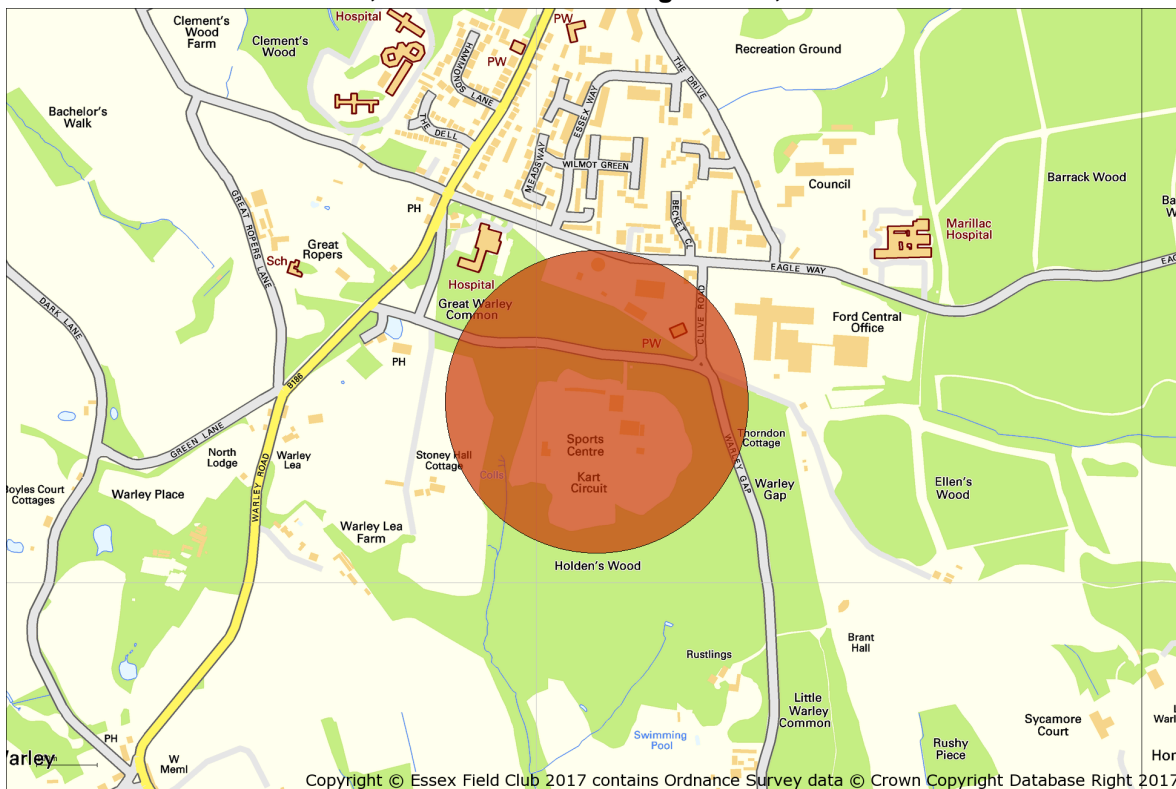 Hospital
PW
Clement's
Wood
Farm
Clement's
Wood
PW
HAMMONDS LANE
Recreation Ground
THE DRIVE
Bachelor's
Walk
THE DELL
ESSEX WAY
MEADSWAY
WILMOT GREEN
Barrack Wood
Council
GREAT ROPERS LANE
PH
BECKET CL
Marillac
Hospital
Great
Ropers
Sch
Hospital
EAGLE WAY
Great Warley
Common
CLIVE ROAD
DARK LANE
Ford Central
Office
PW
PH
B186
GREEN LANE
North
Lodge
Warley
Lea
Stoney Hall
Cottage
Sports
Centre
Thorndon
Cottage
WARLEY GAP
Kart
Circuit
Warley
Gap
Ellen's
Wood
Boyles Court
Cottages
Warley Place
WARLEY ROAD
Warley Lea
Farm
Holden's Wood
Brant
Hall
Rustlings
Little
Warley
Common
Sycamore
Court
Swimming
Pool
Rushy
Piece
PH
W
Meml
Copyright © Essex Field Club 2017 contains Ordnance Survey data © Crown Copyright Database Right 2017